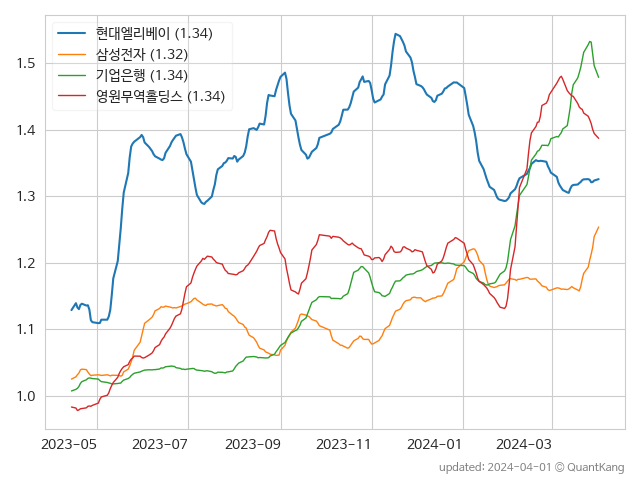 현대엘리베이 (1.34)
삼성전자 (1.32)
기업은행 (1.34)
영원무역홀딩스 (1.34)
1.5
1.4
1.3
1.2
1.1
1.0
2023-05 2023-07 2023-09 2023-11 2024-01 2024-03
updated: 2024-04-01 © QuantKang